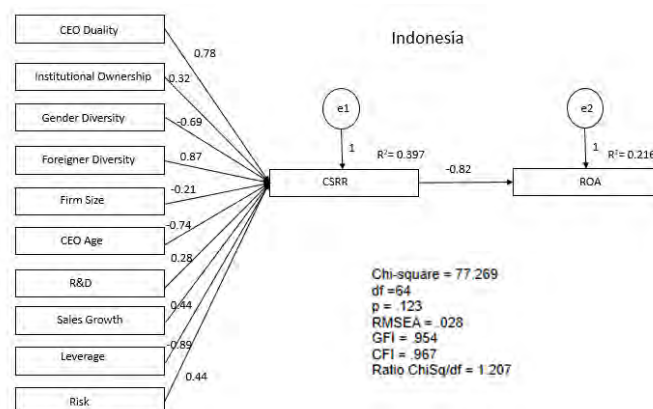 Indonesia
CEO Duality
Institutional Ownership
Gender Diversity
Foreigner Diversity
Firm Size
CEO Age
R&D
Sales Growth
Leverage
Risk
0.78
0.32
-0.69
0.87
-0.21
-0.74
0.28
0.44
-0.89
0.44
e1
1
R²= 0.397
CSRR
-0.82
e2
1
R²= 0.216
ROA
Chi-square = 77.269
df =64
p = .123
RMSEA = .028
GFI = .954
CFI = .967
Ratio ChiSq/df = 1.207